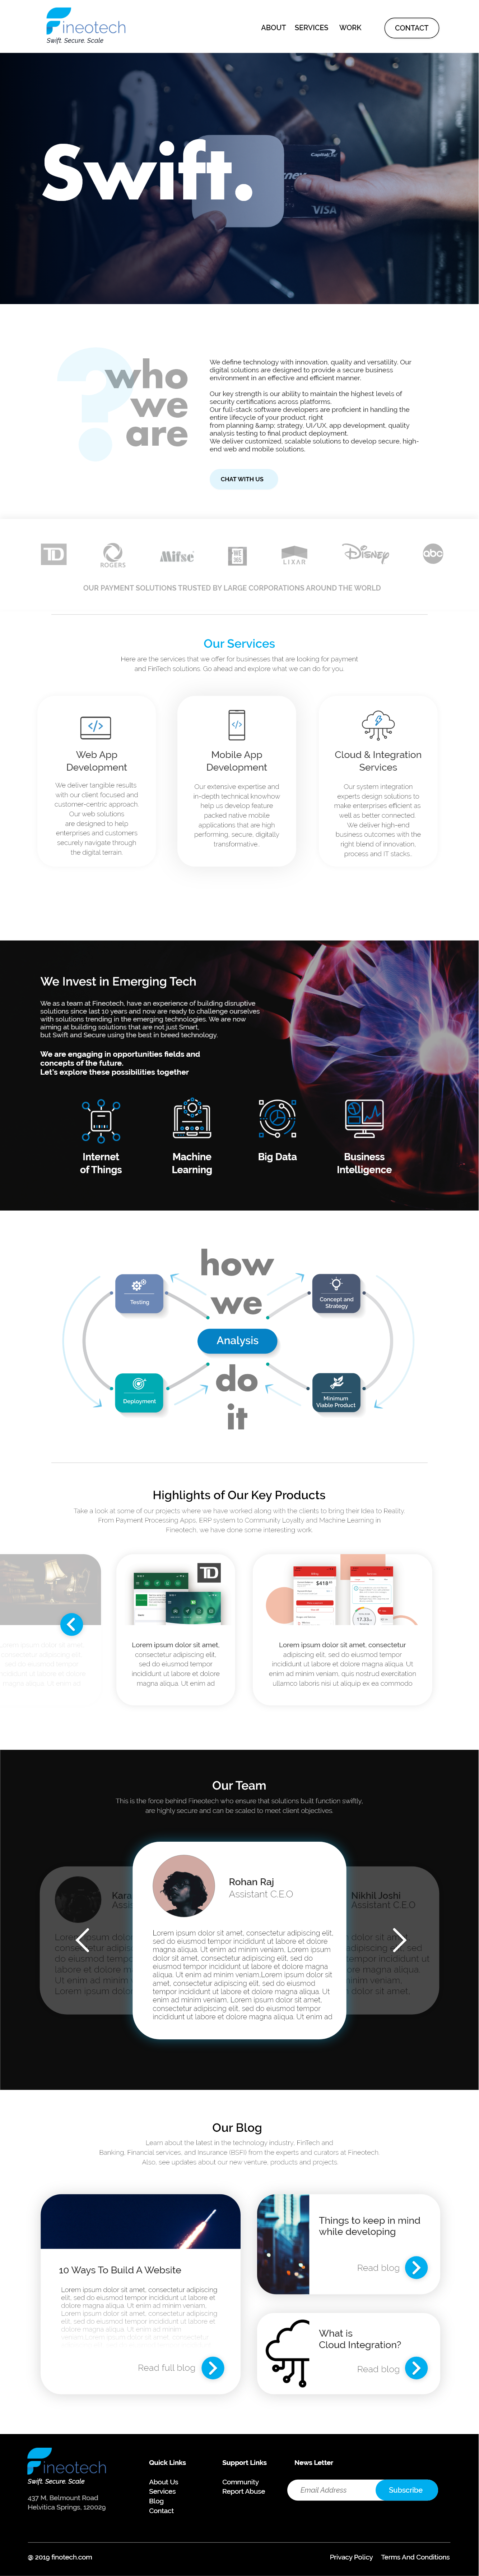 Fineotech
Swift. Secure. Scale
ABOUT SERVICES WORK CONTACT
Swift.
Capital
VISA
?
who
we
are
We define technology with innovation, quality and versatility. Our
digital solutions are designed to provide a secure business
environment in an effective and efficient manner.
Our key strength is our ability to maintain the highest levels of
security certifications across platforms.
Our full-stack software developers are proficient in handling the
entire lifecycle of your product, right
from planning &amp; strategy, UI/UX, app development, quality
analysis testing to final product deployment.
We deliver customized, scalable solutions to develop secure, high-
end web and mobile solutions.
CHAT WITH US
TD
ROGERS
Mifse
LIXAR
DISNEY
abc
OUR PAYMENT SOLUTIONS TRUSTED BY LARGE CORPORATIONS AROUND THE WORLD
Our Services
Here are the services that we offer for businesses that are looking for payment
and FinTech solutions. Go ahead and explore what we can do for you.
Web App
Development
We deliver tangible results
with our client focused and
customer-centric approach.
Our web solutions
are designed to help
enterprises and customers
securely navigate through
the digital terrain.
Mobile App
Development
Our extensive expertise and
in-depth technical knowhow
help us develop feature
packed native mobile
applications that are high
performing, secure, digitally
transformative.
Cloud & Integration
Services
Our system integration
experts design solutions to
make enterprises efficient as
well as better connected.
We deliver high-end
business outcomes with the
right blend of innovation,
process and IT stacks.
We Invest in Emerging Tech
We as a team at Fineotech, have an experience of building disruptive
solutions since last 10 years and now are ready to challenge ourselves
with solutions trending in the emerging technologies. We are now
aiming at building solutions that are not just Smart,
but Swift and Secure using the best in breed technology.
We are engaging in opportunities fields and
concepts of the future.
Let's explore these possibilities together
Internet
of Things
Machine
Learning
Big Data
Business
Intelligence
how
we
Testing
Concept and
Strategy
Analysis
do
it
Deployment
Minimum
Viable Product
Highlights of Our Key Products
Take a look at some of our projects where we have worked along with the clients to bring their Idea to Reality.
From Payment Processing Apps, ERP system to Community Loyalty and Machine Learning in
Fineotech, we have done some interesting work.
TD
Lorem ipsum dolor sit amet,
consectetur adipiscing elit,
sed do eiusmod tempor
incididunt ut labore et dolore
magna aliqua. Ut enim ad
$418
17.33
Lorem ipsum dolor sit amet, consectetur
adipiscing elit, sed do eiusmod tempor
incididunt ut labore et dolore magna aliqua. Ut
enim ad minim veniam, quis nostrud exercitation
ullamco laboris nisi ut aliquip ex ea commodo
Our Team
This is the force behind Fineotech who ensure that solutions built function swiftly,
are highly secure and can be scaled to meet client objectives.
Kara
Assis
Rohan Raj
Assistant C.E.O
Lorem ipsum dolor sit amet, consectetur adipiscing elit,
sed do eiusmod tempor incididunt ut labore et dolore
magna aliqua. Ut enim ad minim veniam, Lorem ipsum
dolor sit amet, consectetur adipiscing elit, sed do
eiusmod tempor incididunt ut labore et dolore magna
aliqua. Ut enim ad minim veniam,Lorem ipsum dolor sit
amet, consectetur adipiscing elit, sed do eiusmod
tempor incididunt ut labore et dolore magna aliqua. Ut
enim ad minim veniam, Lorem ipsum dolor sit amet,
consectetur adipiscing elit, sed do eiusmod tempor
incididunt ut labore et dolore magna aliqua. Ut enim ad
Nikhil Joshi
Assistant C.E.O
Our Blog
Learn about the latest in the technology industry, FinTech and
Banking, Financial services, and Insurance (BSFI) from the experts and curators at Fineotech.
Also, see updates about our new venture, products and projects.
10 Ways To Build A Website
Lorem ipsum dolor sit amet, consectetur adipiscing
elit, sed do eiusmod tempor incididunt ut labore et
dolore magna aliqua. Ut enim ad minim veniam,
Lorem ipsum dolor sit amet, consectetur adipiscing
elit, sed do eiusmod tempor incididunt ut labore et
dolore magna aliqua. Ut enim ad minim
Read full blog
Things to keep in mind
while developing
Read blog
What is
Cloud Integration?
Read blog
Fineotech
Swift. Secure. Scale
437 M, Belmount Road
Helvitica Springs, 120029
Quick Links
About Us
Services
Blog
Contact
Support Links
Community
Report Abuse
News Letter
Email Address
Subscribe
@ 2019 finotech.com
Privacy Policy Terms And Conditions